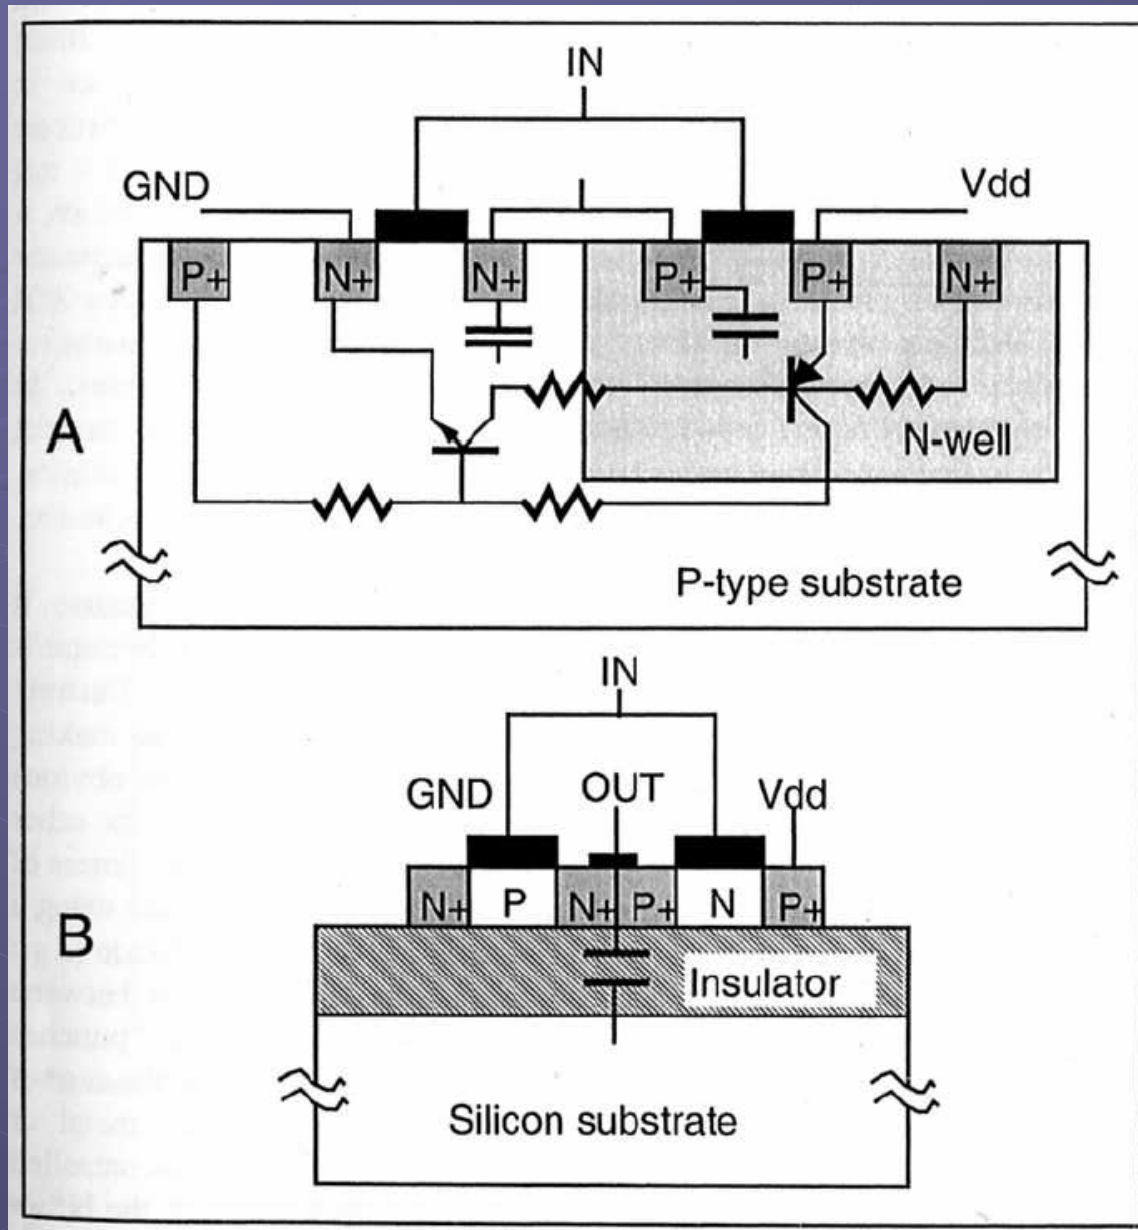 IN
GND
Vdd
P+ N+ N+ P+ P+ N+
A
N-well
P-type substrate
IN
GND OUT Vdd
N+ P N+ P+ N P+
B
Insulator
Silicon substrate